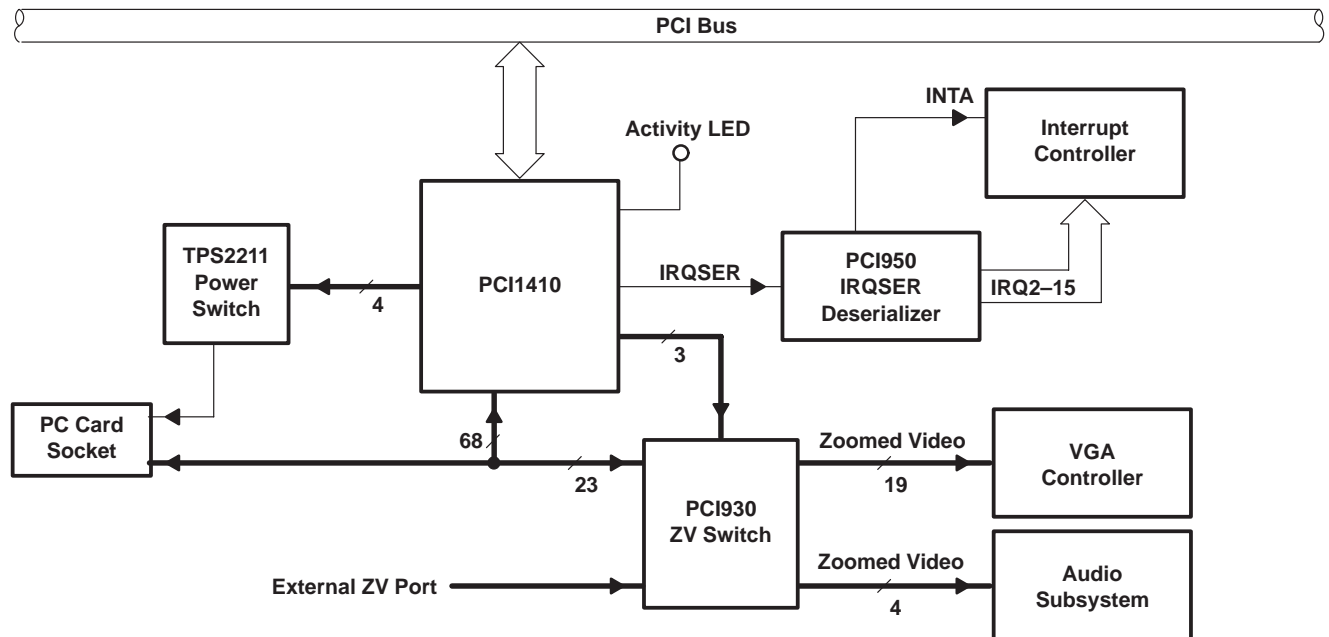 PCI Bus
INTA
Interrupt
Controller
Activity LED
TPS2211
Power
Switch
4
PCI1410
IRQSER
PCI950
IRQSER
Deserializer
IRQ2–15
3
PC Card
Socket
68
23
PCI930
ZV Switch
Zoomed Video
19
VGA
Controller
External ZV Port
Zoomed Video
4
Audio
Subsystem